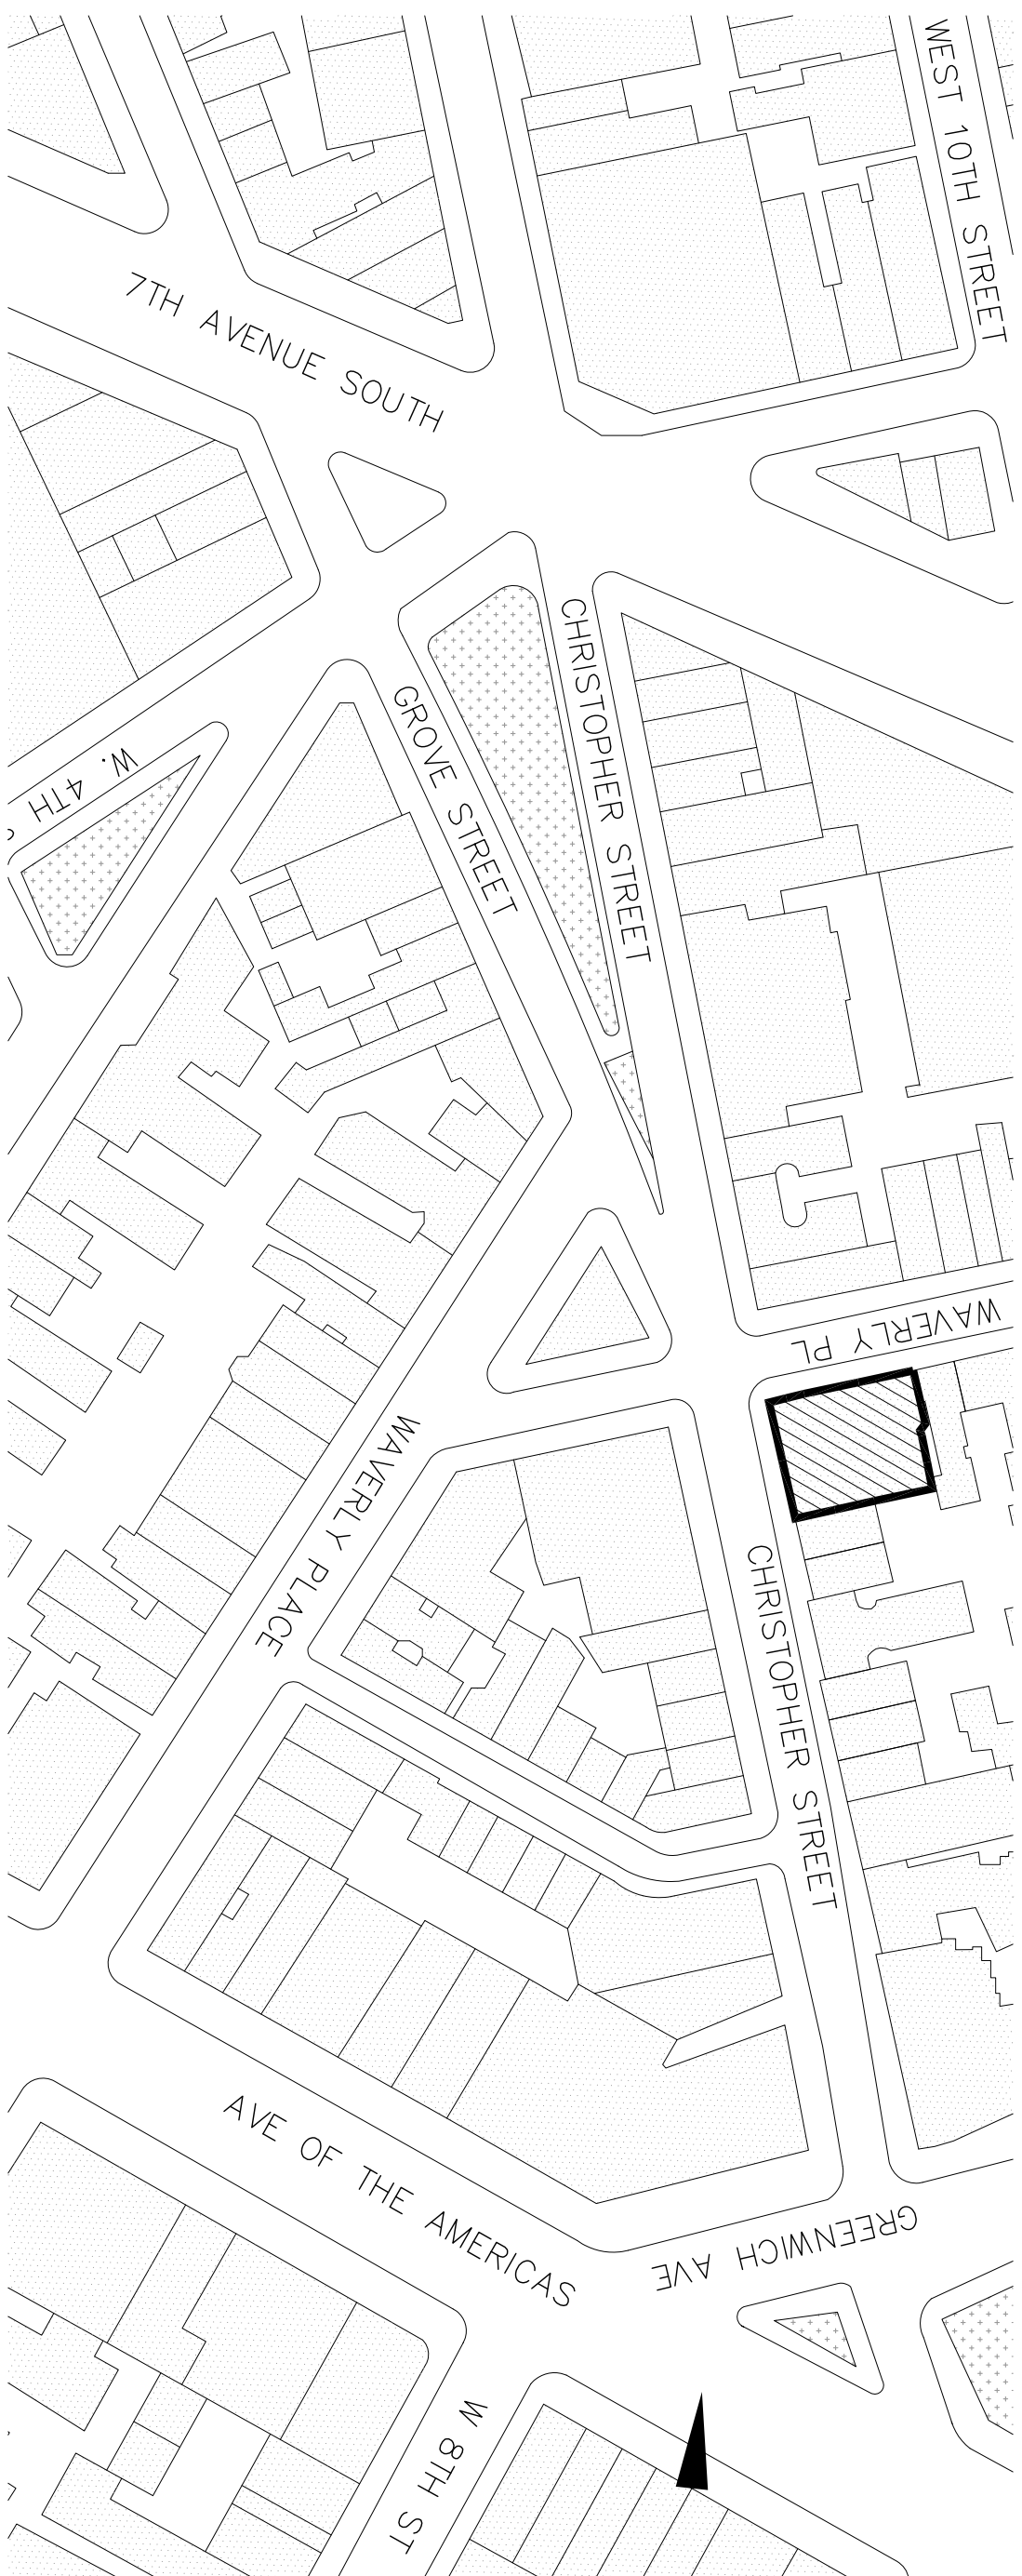 WEST 10TH STREET
7TH AVENUE SOUTH
CHRISTOPHER STREET
GROVE STREET
W. 4TH S
WAVERLY PL
WAVERLY PLACE
CHRISTOPHER STREET
AVE OF THE AMERICAS
GREENWICH AVE
W 8TH ST